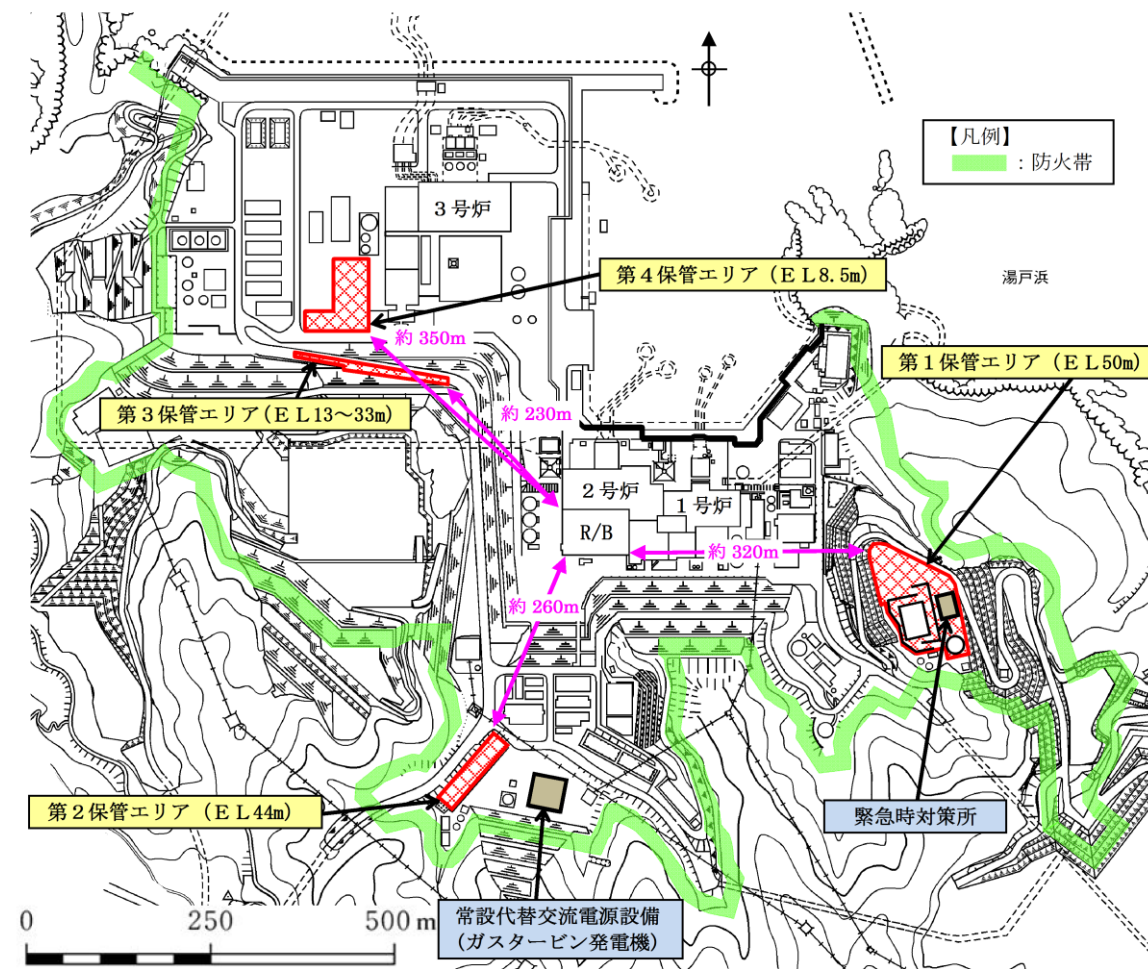 【凡例】
：防火帯
3号炉
湯戸浜
第4保管エリア（EL8.5m）
約 350m
第1保管エリア（EL50m）
第3保管エリア(EL13～33m)
約 230m
2号炉
1号炉
R/B
約 320m
約 260m
第2保管エリア（EL44m）
緊急時対策所
常設代替交流電源設備
(ガスタービン発電機)
0 250 500 m